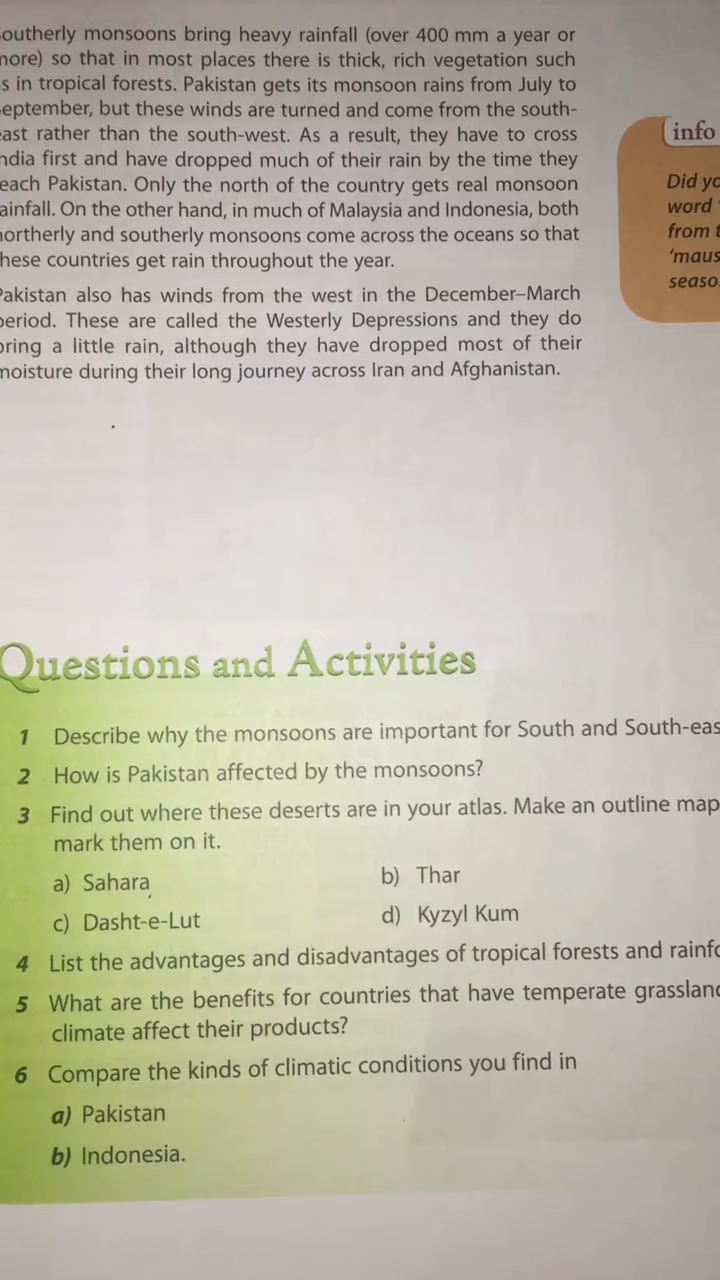 outherly monsoons bring heavy rainfall (over 400 mm a year or
nore) so that in most places there is thick, rich vegetation such
s in tropical forests. Pakistan gets its monsoon rains from July to
eptember, but these winds are turned and come from the south-
east rather than the south-west. As a result, they have to cross
ndia first and have dropped much of their rain by the time they
each Pakistan. Only the north of the country gets real monsoon
ainfall. On the other hand, in much of Malaysia and Indonesia, both
northerly and southerly monsoons come across the oceans so that
hese countries get rain throughout the year.
Pakistan also has winds from the west in the December–March
period. These are called the Westerly Depressions and they do
bring a little rain, although they have dropped most of their
moisture during their long journey across Iran and Afghanistan.
info
Did yo
word
from t
‘maus
seaso
Questions and Activities
1 Describe why the monsoons are important for South and South-eas
2 How is Pakistan affected by the monsoons?
3 Find out where these deserts are in your atlas. Make an outline map
mark them on it.
a) Sahara b) Thar
c) Dasht-e-Lut d) Kyzyl Kum
4 List the advantages and disadvantages of tropical forests and rainfo
5 What are the benefits for countries that have temperate grassland
climate affect their products?
6 Compare the kinds of climatic conditions you find in
a) Pakistan
b) Indonesia.